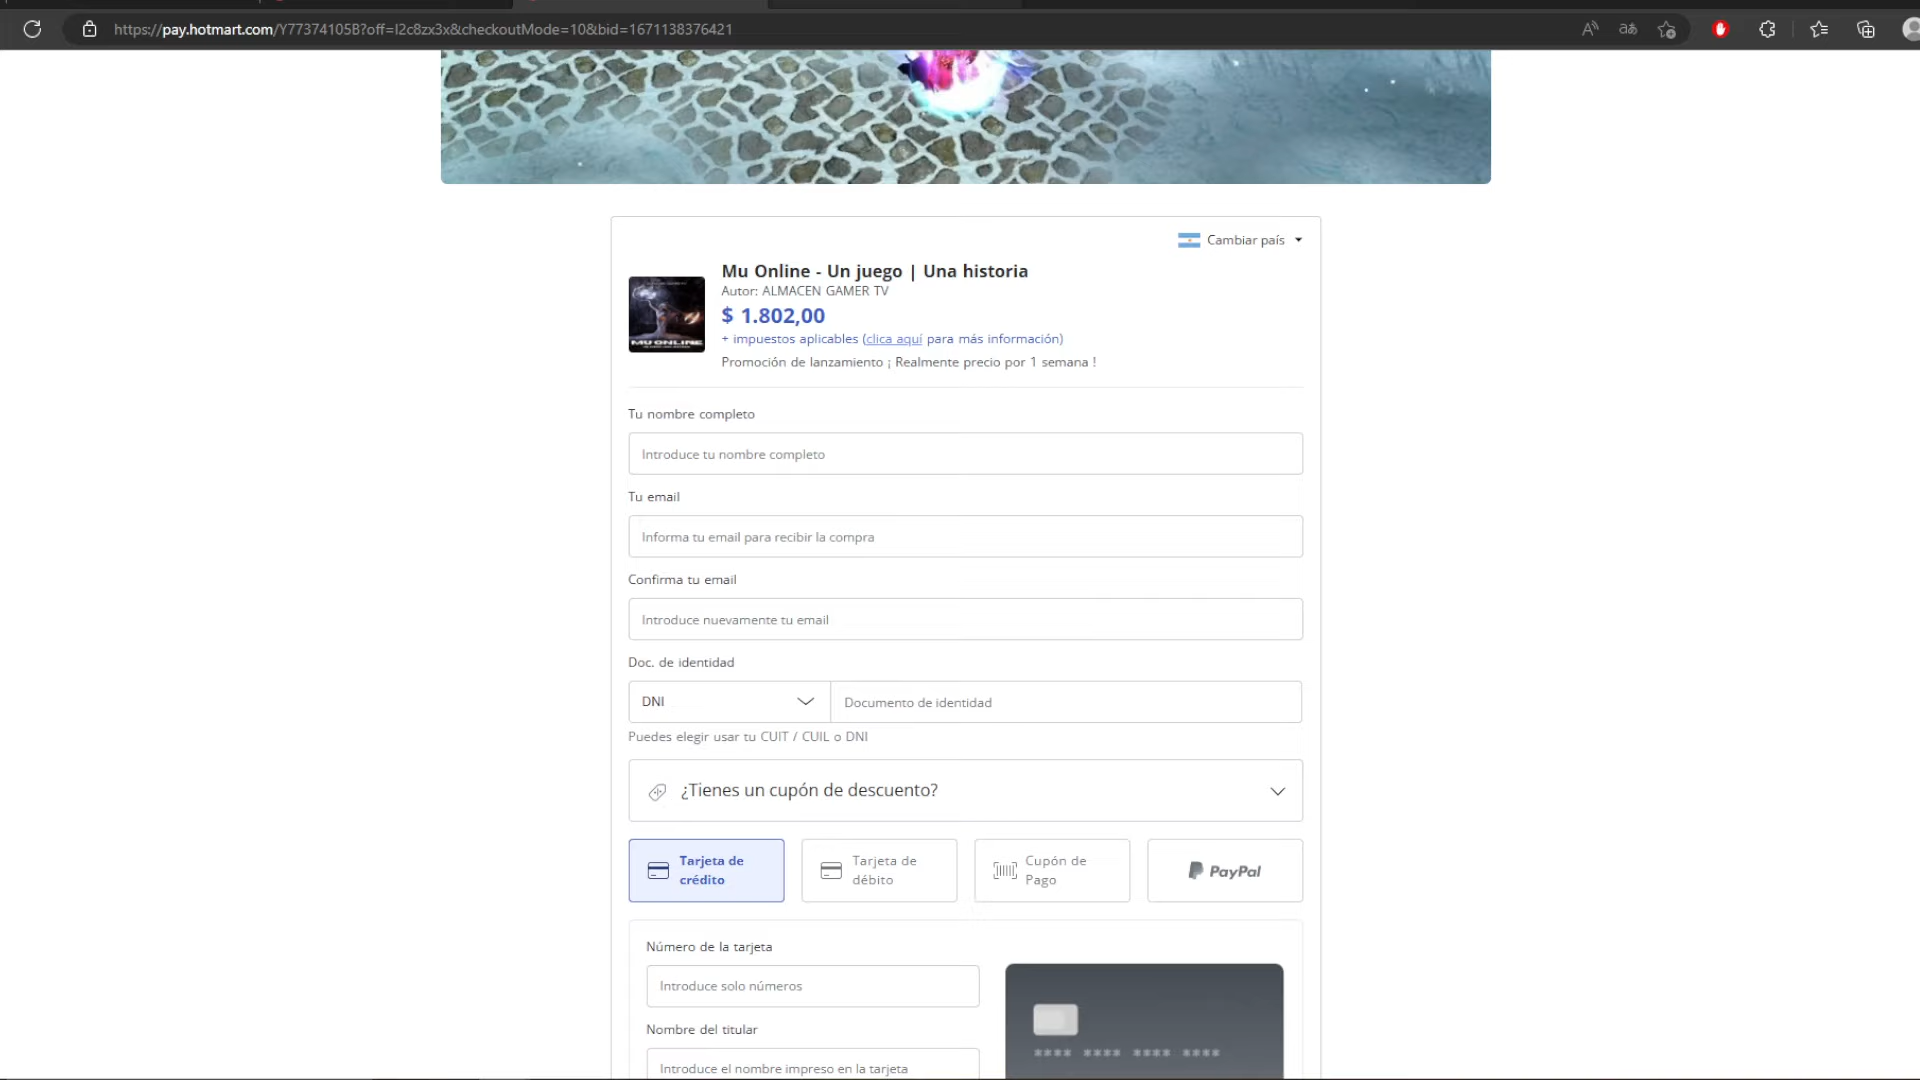 https://pay.hotmart.com/Y77374105B?off=l2c8zx3x&checkoutMode=10&bid=1671138376421
Cambiar país
Mu Online - Un juego | Una historia
Autor: ALMACEN GAMER TV
$ 1.802,00
+ impuestos aplicables (clica aquí para más información)
Promoción de lanzamiento ¡ Realmente precio por 1 semana !
MU ONLINE
Tu nombre completo
Introduce tu nombre completo
Tu email
Informa tu email para recibir la compra
Confirma tu email
Introduce nuevamente tu email
Doc. de identidad
DNI
Documento de identidad
Puedes elegir usar tu CUIT / CUIL o DNI
¿Tienes un cupón de descuento?
Tarjeta de
crédito
Tarjeta de
débito
Cupón de
Pago
PayPal
Número de la tarjeta
Introduce solo números
Nombre del titular
Introduce el nombre impreso en la tarjeta
**** **** **** ****